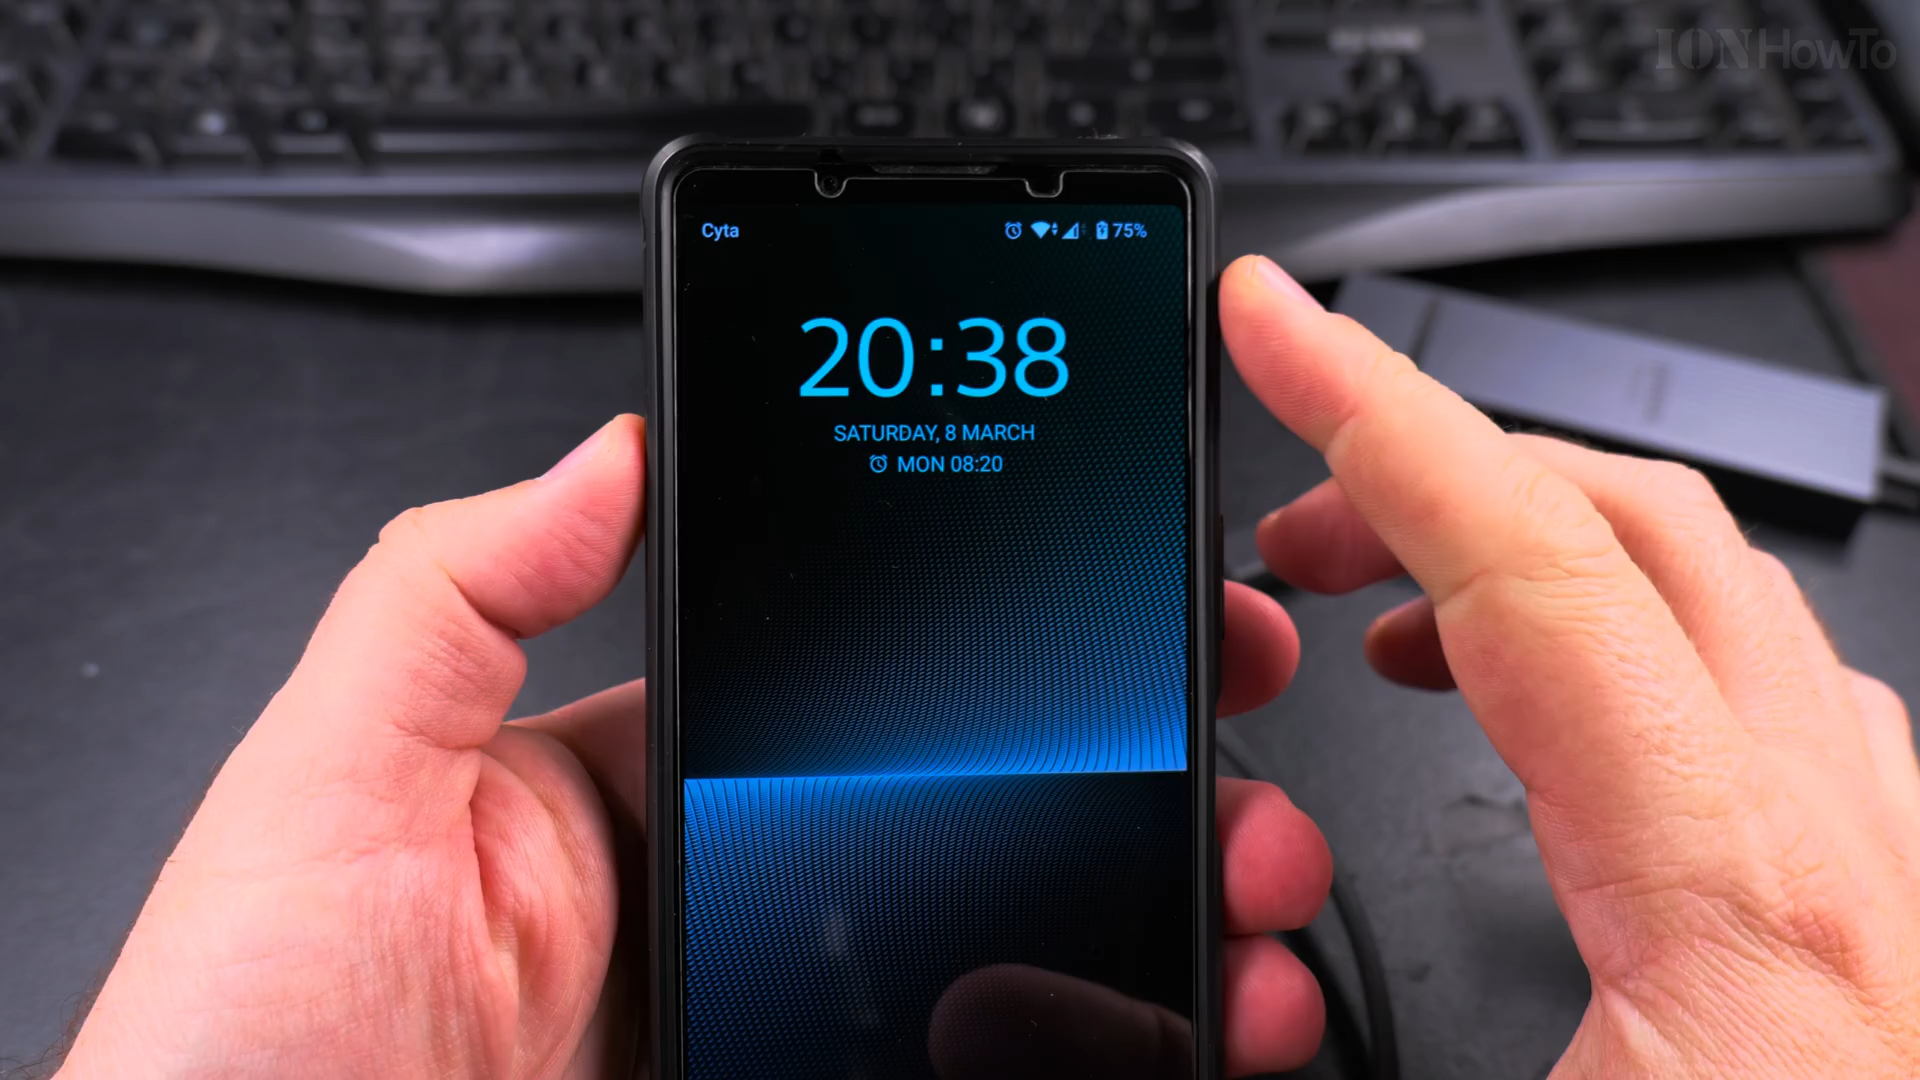 IONHowTo
Cyta
75%
20:38
SATURDAY, 8 MARCH
MON 08:20